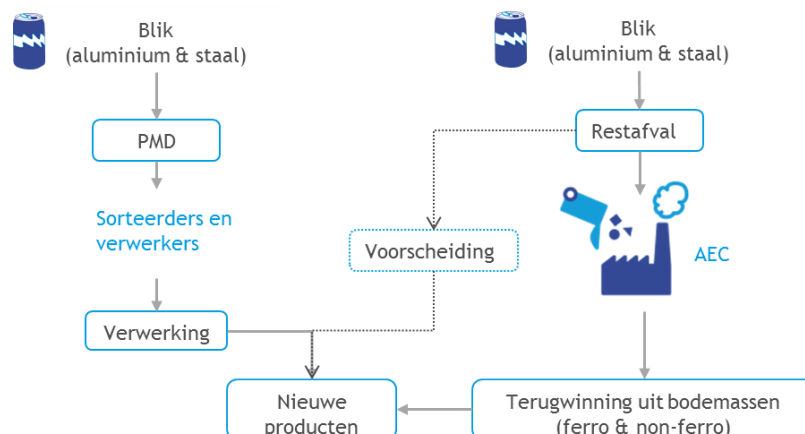 Blik
(aluminium & staal)
Blik
(aluminium & staal)
PMD
Restafval
Sorteerders en
verwerkers
Voorscheiding
AEC
Verwerking
Nieuwe
producten
Terugwinning uit bodemassen
(ferro & non-ferro)